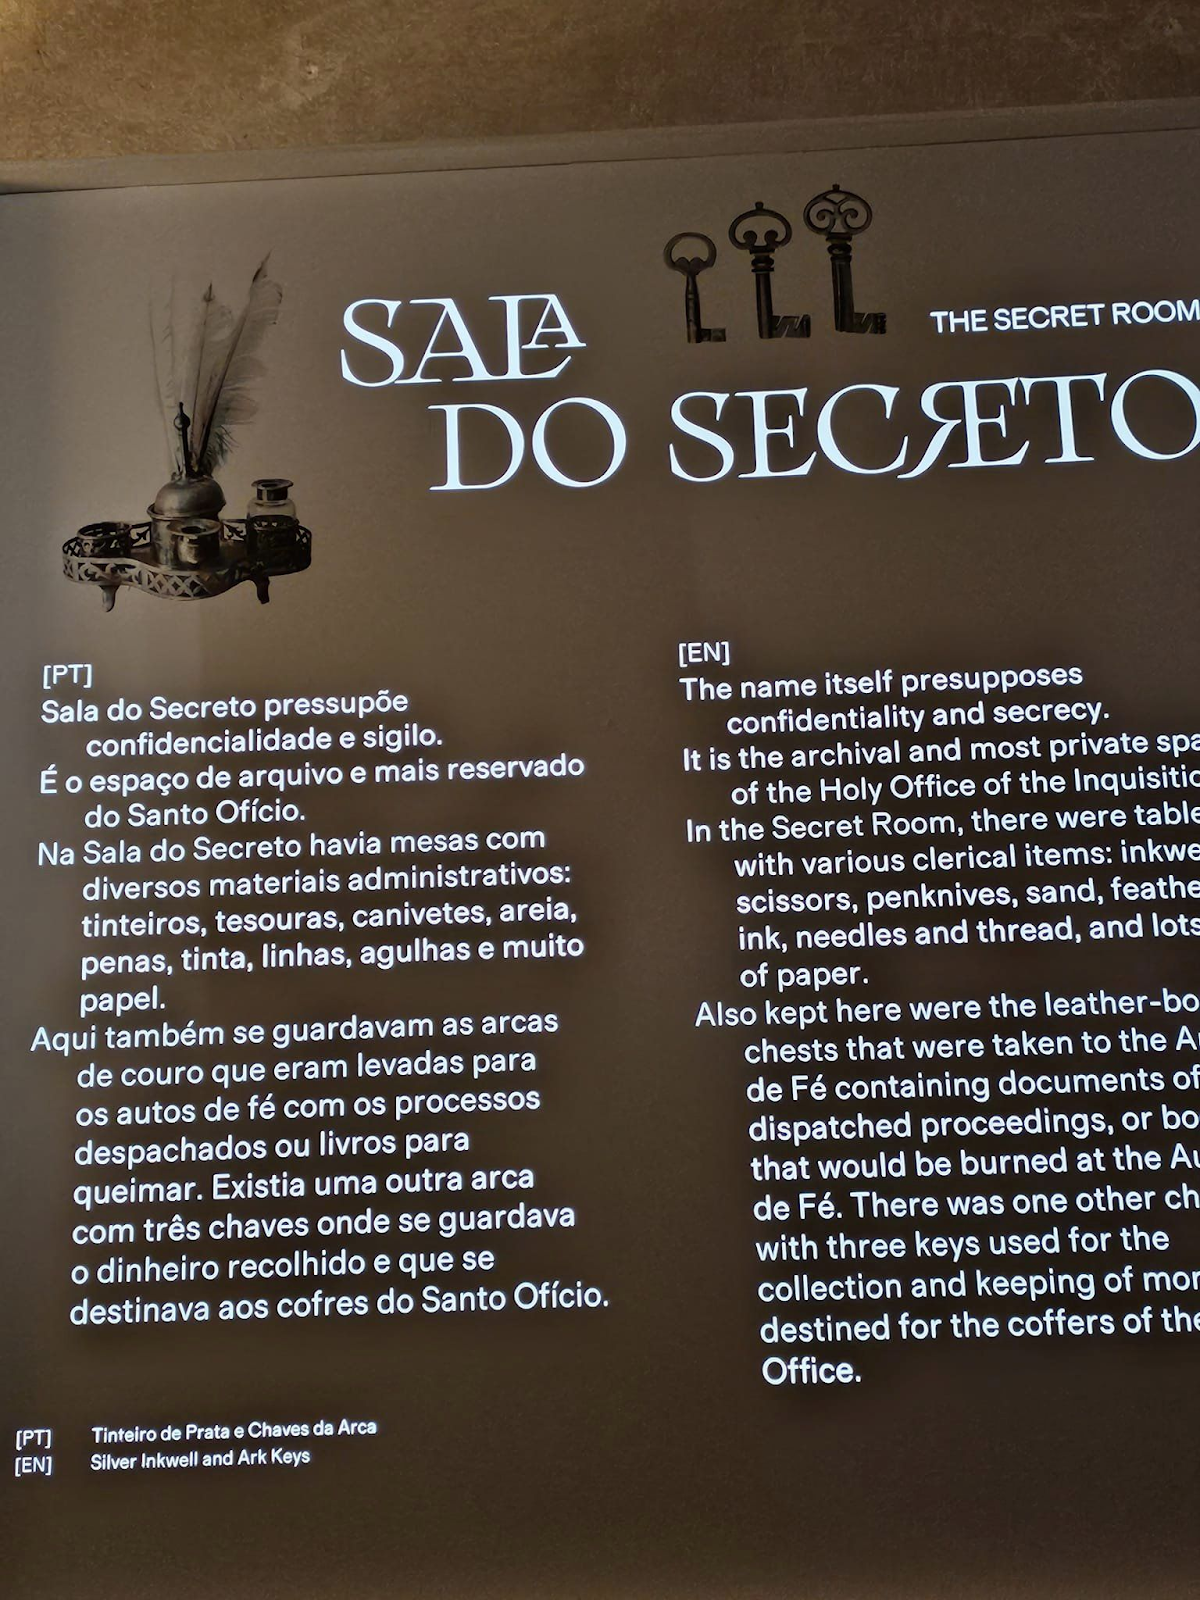 SALA
THE SECRET ROOM
DO SECRETO
[PT]
Sala do Secreto pressupõe
confidencialidade e sigilo.
É o espaço de arquivo e mais reservado
do Santo Ofício.
Na Sala do Secreto havia mesas com
diversos materiais administrativos:
tinteiros, tesouras, canivetes, areia,
penas, tinta, linhas, agulhas e muito
papel.
Aqui também se guardavam as arcas
de couro que eram levadas para
os autos de fé com os processos
despachados ou livros para
queimar. Existia uma outra arca
com três chaves onde se guardava
o dinheiro recolhido e que se
destinava aos cofres do Santo Ofício.
[EN]
The name itself presupposes
confidentiality and secrecy.
It is the archival and most private
of the Holy Office of the
In the Secret Room, there were
with various clerical items:
scissors, penknives, sand,
ink, needles and thread, and lots
of paper.
Also kept here were the
chests that were taken to the
de Fé containing documents of
dispatched proceedings, or
that would be burned at the
de Fé. There was one other
with three keys used for the
collection and keeping of
destined for the coffers of the
Office.
[PT] Tinteiro de Prata e Chaves da Arca
[EN] Silver Inkwell and Ark Keys